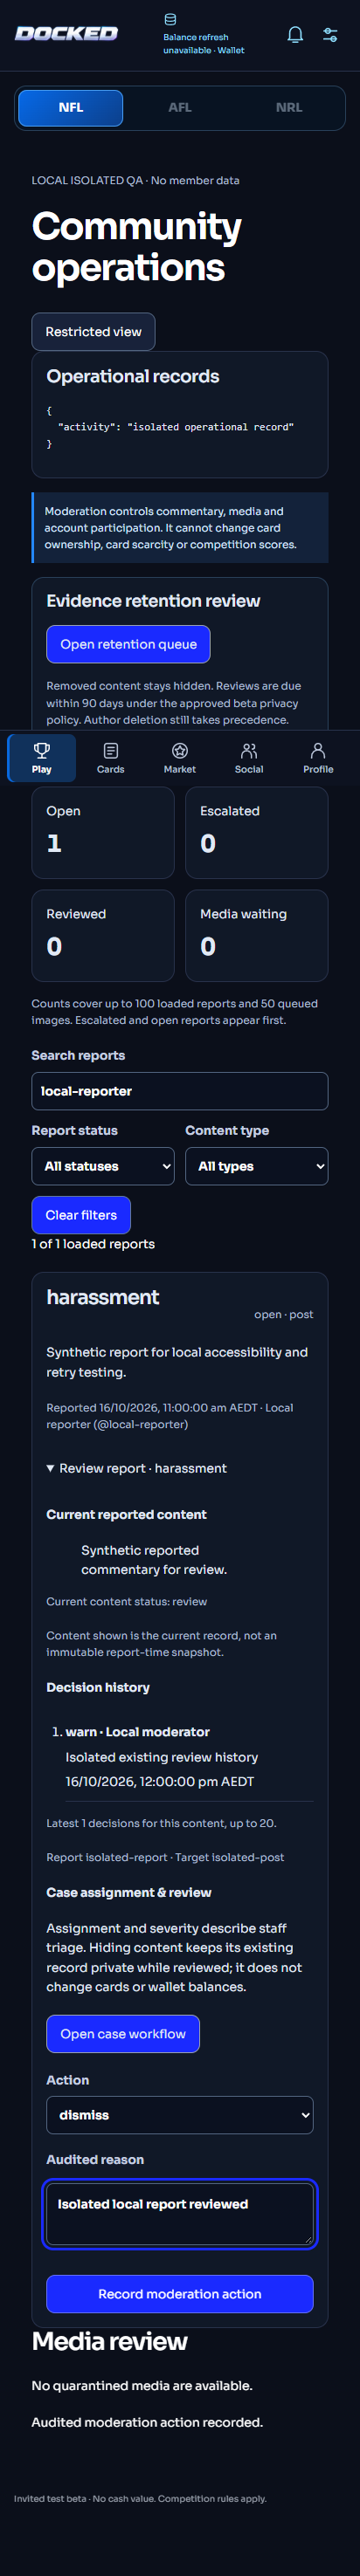 DOCKED
Balance refresh
unavailable · Wallet
NFL
AFL
NRL
LOCAL ISOLATED QA · No member data
Community
operations
Restricted view
Operational records
{
"activity": "isolated operational record"
}
Moderation controls commentary, media and
account participation. It cannot change card
ownership, card scarcity or competition scores.
Evidence retention review
Open retention queue
Removed content stays hidden. Reviews are due
within 90 days under the approved beta privacy
policy. Author deletion still takes precedence.
Play
Cards
Market
Social
Profile
Open
1
Escalated
0
Reviewed
0
Media waiting
0
Counts cover up to 100 loaded reports and 50 queued
images. Escalated and open reports appear first.
Search reports
local-reporter
Report status
Content type
All statuses
All types
Clear filters
1 of 1 loaded reports
harassment
open · post
Synthetic report for local accessibility and
retry testing.
Reported 16/10/2026, 11:00:00 am AEDT · Local
reporter (@local-reporter)
▼ Review report · harassment
Current reported content
Synthetic reported
commentary for review.
Current content status: review
Content shown is the current record, not an
immutable report-time snapshot.
Decision history
1. warn · Local moderator
Isolated existing review history
16/10/2026, 12:00:00 pm AEDT
Latest 1 decisions for this content, up to 20.
Report isolated-report · Target isolated-post
Case assignment & review
Assignment and severity describe staff
triage. Hiding content keeps its existing
record private while reviewed; it does not
change cards or wallet balances.
Open case workflow
Action
dismiss
Audited reason
Isolated local report reviewed
Record moderation action
Media review
No quarantined media are available.
Audited moderation action recorded.
Invited test beta · No cash value. Competition rules apply.